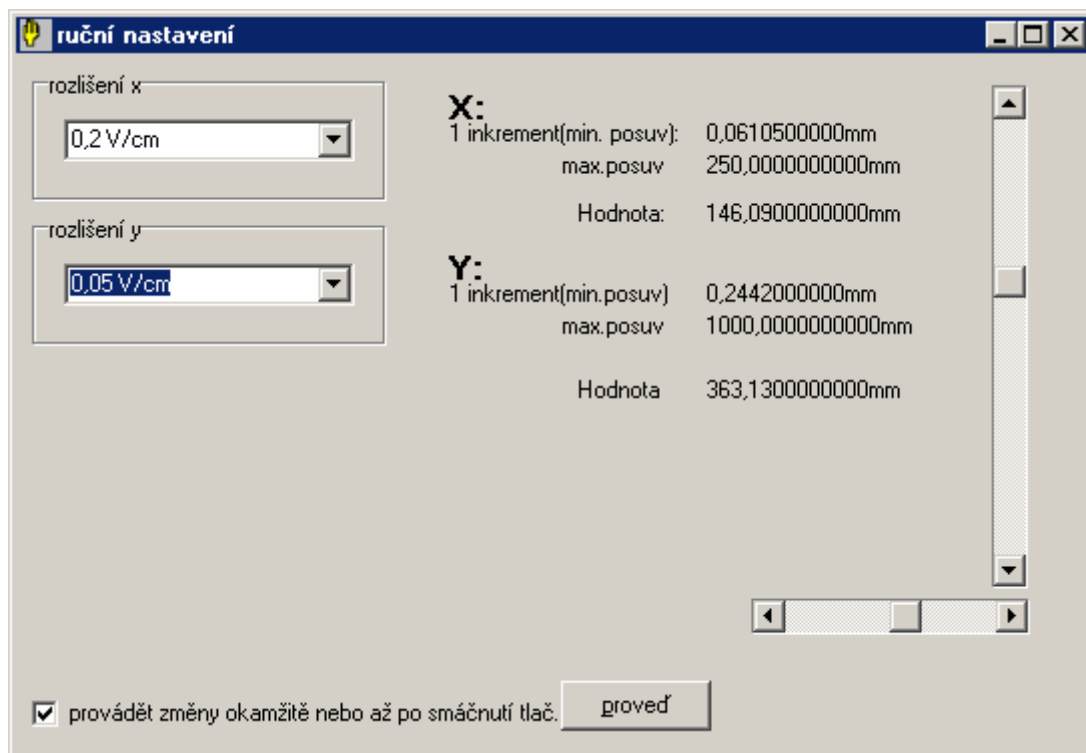 ruční nastavení
rozlišení x
0,2 V/cm
rozlišení y
0,05 V/cm
X:
1 inkrement(min. posuv): 0,0610500000mm
max.posuv 250,0000000000mm
Hodnota: 146,0900000000mm
Y:
1 inkrement(min.posuv) 0,2442000000mm
max.posuv 1000,0000000000mm
Hodnota 363,1300000000mm
provádět změny okamžitě nebo až po smáčnutí tlač. proveď